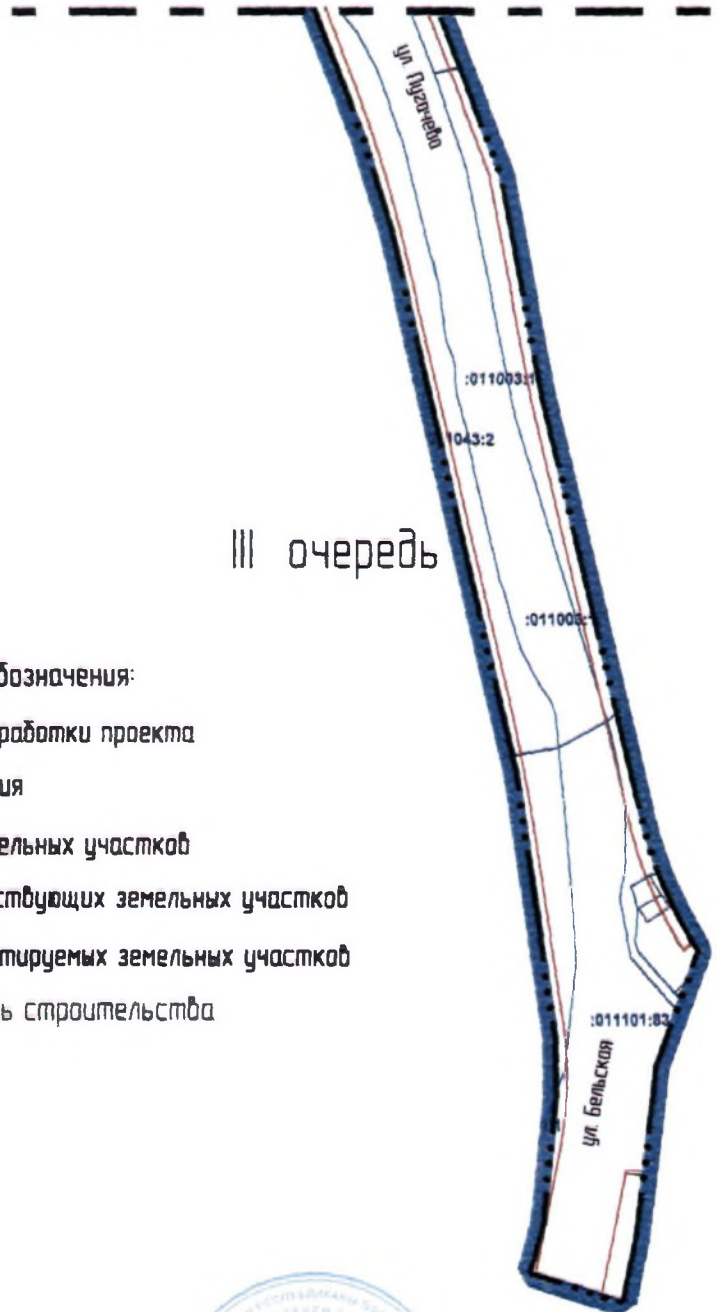 ул. Пугачева
:011003:1
1043:2
III очередь
:011003:
бозначения:
работки проекта
ия
ельных участков
ствующих земельных участков
тируемых земельных участков
ь строительства
:011101:83
ул. Бельская